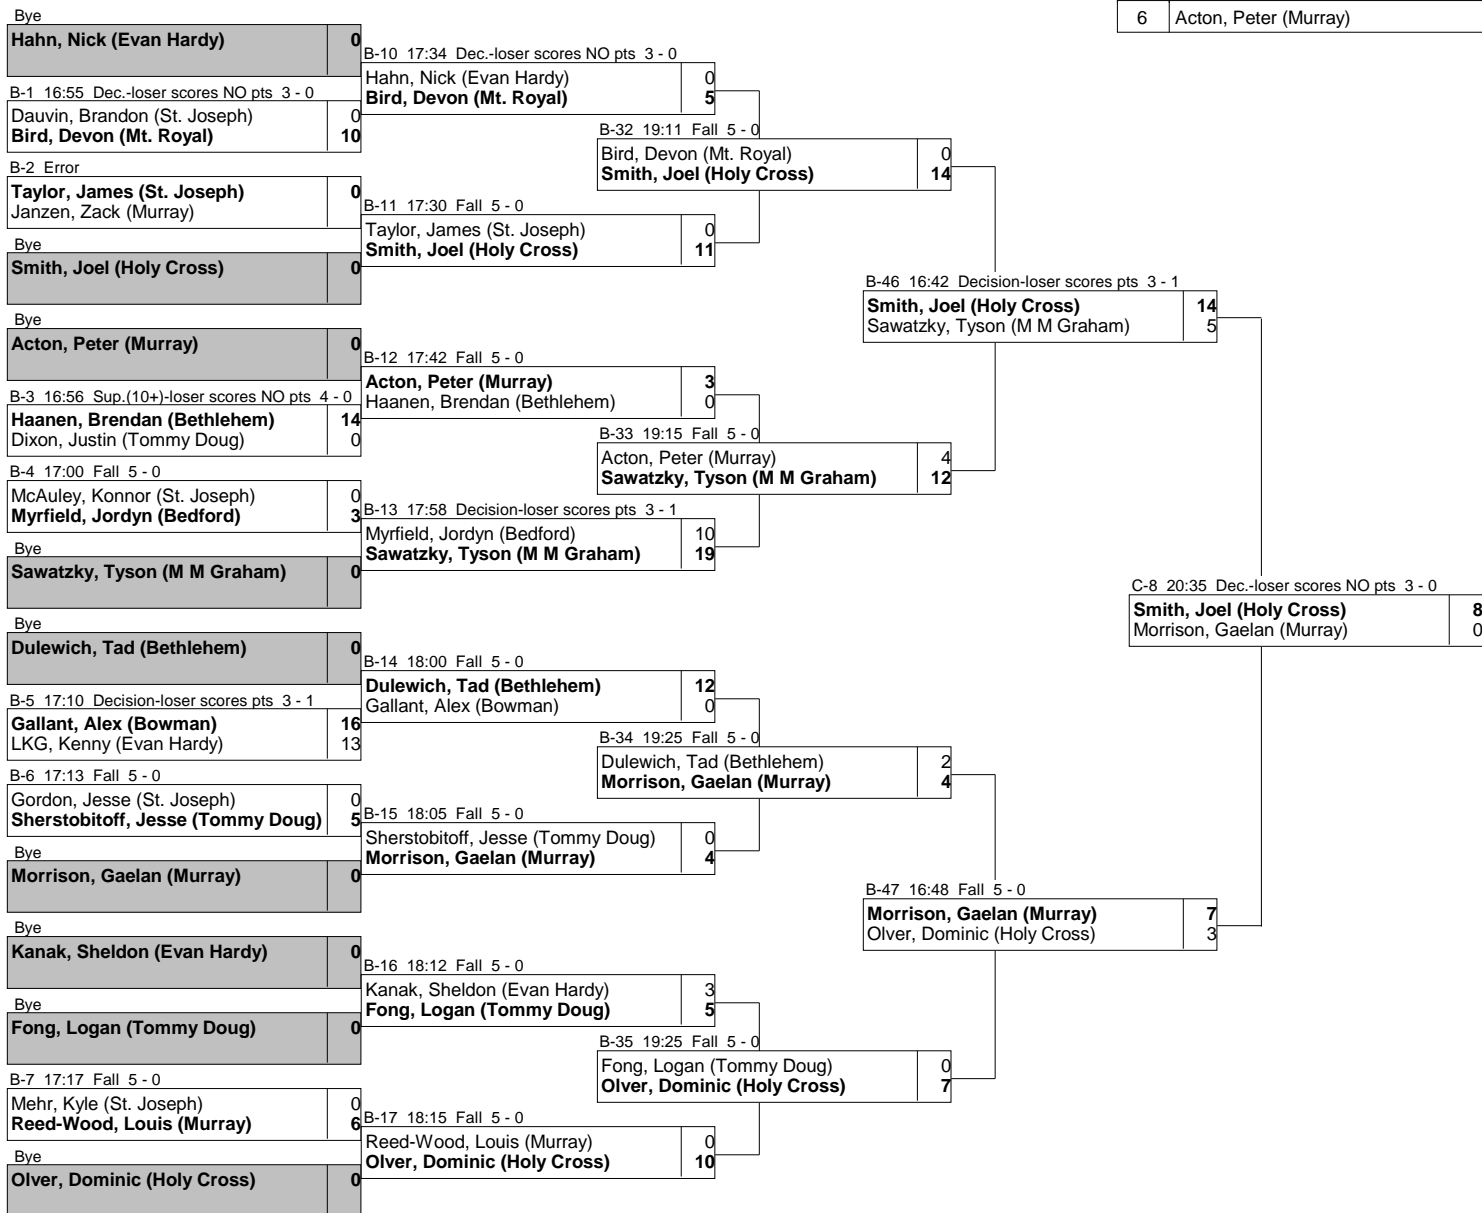 6 Acton, Peter (Murray)
Bye
Hahn, Nick (Evan Hardy) 0
B-1 16:55 Dec.-loser scores NO pts 3 - 0
Dauvin, Brandon (St. Joseph) 0
Bird, Devon (Mt. Royal) 10
B-2 Error
Taylor, James (St. Joseph) 0
Janzen, Zack (Murray)
Bye
Smith, Joel (Holy Cross) 0
Bye
Acton, Peter (Murray) 0
B-3 16:56 Sup.(10+)-loser scores NO pts 4 - 0
Haanen, Brendan (Bethlehem) 14
Dixon, Justin (Tommy Doug) 0
B-4 17:00 Fall 5 - 0
McAuley, Konnor (St. Joseph) 0
Myrfield, Jordyn (Bedford) 3
Bye
Sawatzky, Tyson (M M Graham) 0
Bye
Dulewich, Tad (Bethlehem) 0
B-5 17:10 Decision-loser scores pts 3 - 1
Gallant, Alex (Bowman) 16
LKG, Kenny (Evan Hardy) 13
B-6 17:13 Fall 5 - 0
Gordon, Jesse (St. Joseph) 0
Sherstobitoff, Jesse (Tommy Doug) 5
Bye
Morrison, Gaelan (Murray) 0
Bye
Kanak, Sheldon (Evan Hardy) 0
Bye
Fong, Logan (Tommy Doug) 0
B-7 17:17 Fall 5 - 0
Mehr, Kyle (St. Joseph) 0
Reed-Wood, Louis (Murray) 6
Bye
Olver, Dominic (Holy Cross) 0
B-10 17:34 Dec.-loser scores NO pts 3 - 0
Hahn, Nick (Evan Hardy) 0
Bird, Devon (Mt. Royal) 5
B-11 17:30 Fall 5 - 0
Taylor, James (St. Joseph) 0
Smith, Joel (Holy Cross) 11
B-12 17:42 Fall 5 - 0
Acton, Peter (Murray) 3
Haanen, Brendan (Bethlehem) 0
B-13 17:58 Decision-loser scores pts 3 - 1
Myrfield, Jordyn (Bedford) 10
Sawatzky, Tyson (M M Graham) 19
B-14 18:00 Fall 5 - 0
Dulewich, Tad (Bethlehem) 12
Gallant, Alex (Bowman) 0
B-15 18:05 Fall 5 - 0
Sherstobitoff, Jesse (Tommy Doug) 0
Morrison, Gaelan (Murray) 4
B-16 18:12 Fall 5 - 0
Kanak, Sheldon (Evan Hardy) 3
Fong, Logan (Tommy Doug) 5
B-17 18:15 Fall 5 - 0
Reed-Wood, Louis (Murray) 0
Olver, Dominic (Holy Cross) 10
B-32 19:11 Fall 5 - 0
Bird, Devon (Mt. Royal) 0
Smith, Joel (Holy Cross) 14
B-33 19:15 Fall 5 - 0
Acton, Peter (Murray) 4
Sawatzky, Tyson (M M Graham) 12
B-34 19:25 Fall 5 - 0
Dulewich, Tad (Bethlehem) 2
Morrison, Gaelan (Murray) 4
B-35 19:25 Fall 5 - 0
Fong, Logan (Tommy Doug) 0
Olver, Dominic (Holy Cross) 7
B-46 16:42 Decision-loser scores pts 3 - 1
Smith, Joel (Holy Cross) 14
Sawatzky, Tyson (M M Graham) 5
B-47 16:48 Fall 5 - 0
Morrison, Gaelan (Murray) 7
Olver, Dominic (Holy Cross) 3
C-8 20:35 Dec.-loser scores NO pts 3 - 0
Smith, Joel (Holy Cross) 8
Morrison, Gaelan (Murray) 0